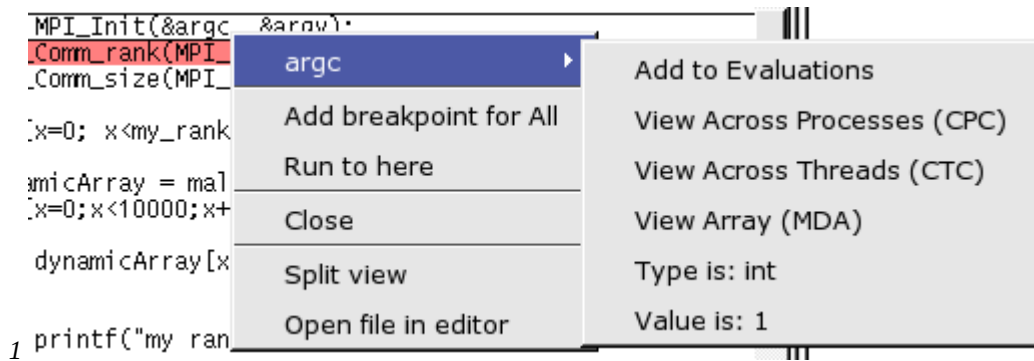 MPI_Init(&argc, &argv);
_Comm_rank(MPI_
_Comm_size(MPI_
x=0; x<my_rank
amicArray = mal
x=0;x<10000;x+
dynamicArray[x
printf("my ran
1
argc
Add breakpoint for All
Run to here
Close
Split view
Open file in editor
Add to Evaluations
View Across Processes (CPC)
View Across Threads (CTC)
View Array (MDA)
Type is: int
Value is: 1